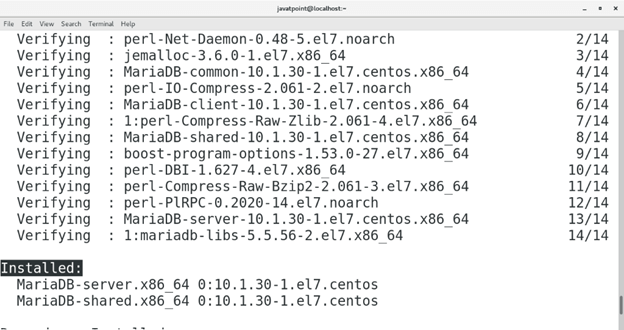 javatpoint@localhost:~
File Edit View Search Terminal Help
Verifying : perl-Net-Daemon-0.48-5.el7.noarch 2/14
Verifying : jemalloc-3.6.0-1.el7.x86_64 3/14
Verifying : MariaDB-common-10.1.30-1.el7.centos.x86_64 4/14
Verifying : perl-IO-Compress-2.061-2.el7.noarch 5/14
Verifying : MariaDB-client-10.1.30-1.el7.centos.x86_64 6/14
Verifying : 1:perl-Compress-Raw-Zlib-2.061-4.el7.x86_64 7/14
Verifying : MariaDB-shared-10.1.30-1.el7.centos.x86_64 8/14
Verifying : boost-program-options-1.53.0-27.el7.x86_64 9/14
Verifying : perl-DBI-1.627-4.el7.x86_64 10/14
Verifying : perl-Compress-Raw-Bzip2-2.061-3.el7.x86_64 11/14
Verifying : perl-PlRPC-0.2020-14.el7.noarch 12/14
Verifying : MariaDB-server-10.1.30-1.el7.centos.x86_64 13/14
Verifying : 1:mariadb-libs-5.5.56-2.el7.x86_64 14/14
Installed:
MariaDB-server.x86_64 0:10.1.30-1.el7.centos
MariaDB-shared.x86_64 0:10.1.30-1.el7.centos